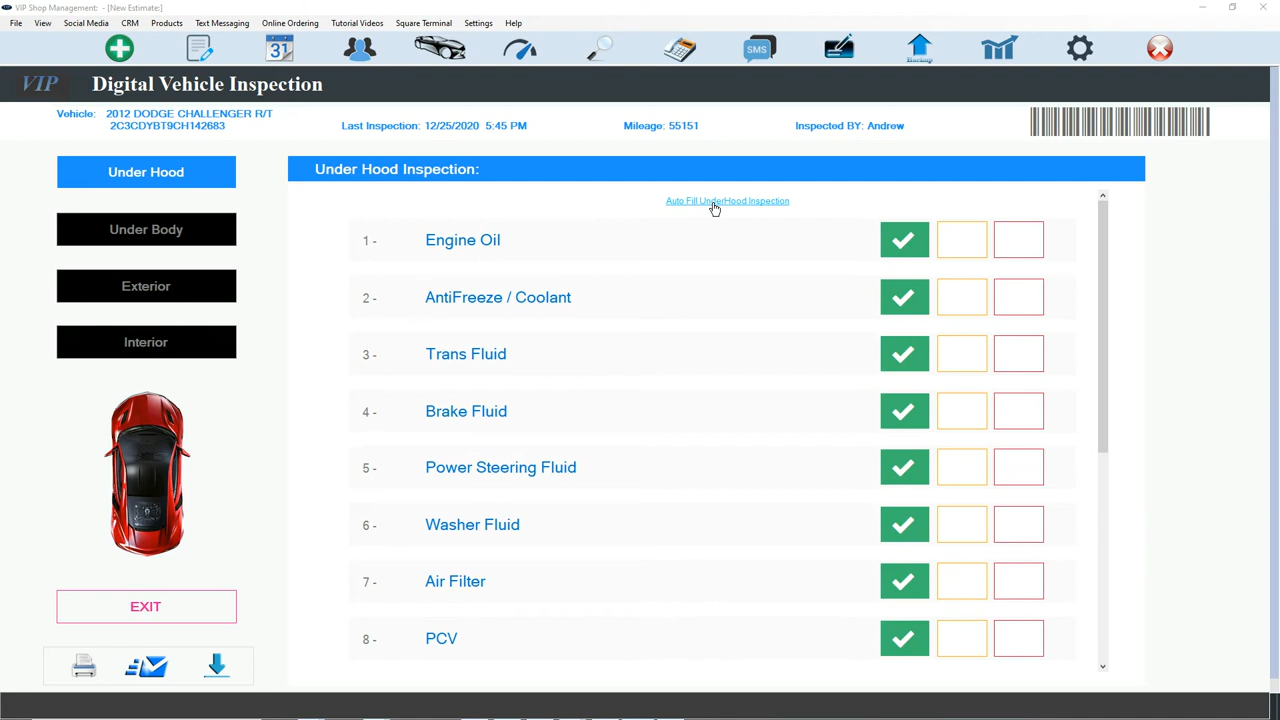 VIP Shop Management: - [New Estimate:]
File View Social Media CRM Products Text Messaging Online Ordering Tutorial Videos Square Terminal Settings Help
31 SMS Backup
VIP Digital Vehicle Inspection
Vehicle: 2012 DODGE CHALLENGER R/T
2C3CDYBT9CH142683 Last Inspection: 12/25/2020 5:45 PM Mileage: 55151 Inspected BY: Andrew
Under Hood
Under Body
Exterior
Interior
EXIT
Under Hood Inspection:
Auto Fill UnderHood Inspection
1 - Engine Oil
2 - AntiFreeze / Coolant
3 - Trans Fluid
4 - Brake Fluid
5 - Power Steering Fluid
6 - Washer Fluid
7 - Air Filter
8 - PCV